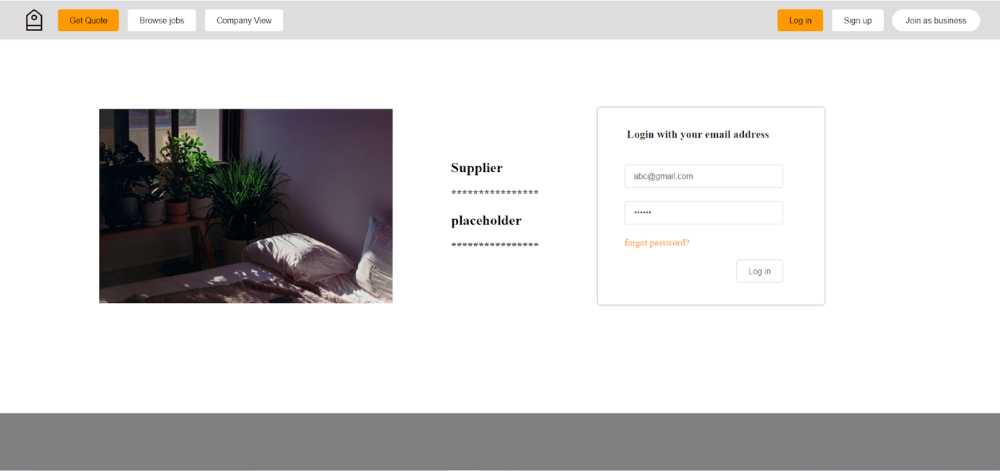 Get Quote
Browse jobs
Company View
Log in
Sign up
Join as business
Supplier
****************
placeholder
****************
Login with your email address
abc@gmail.com
••••••
forgot password?
Log in